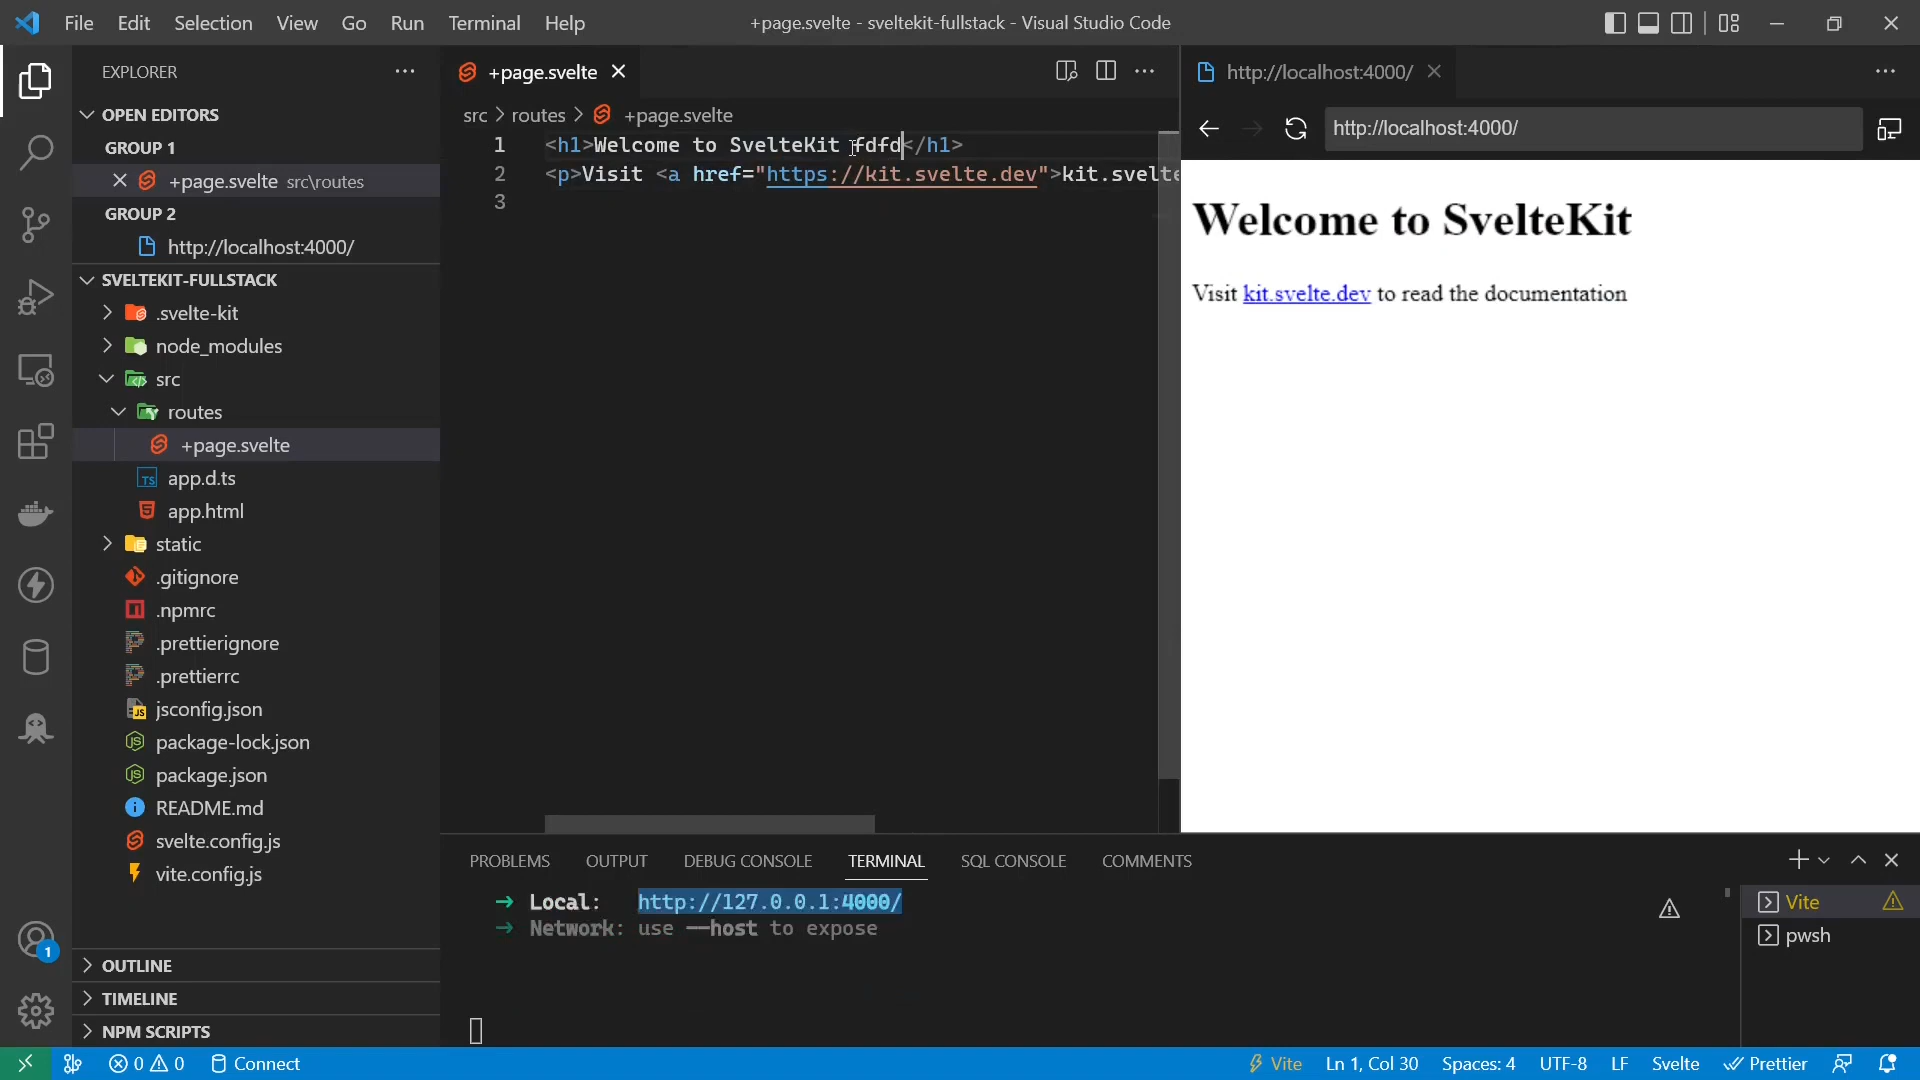 File Edit Selection View Go Run Terminal Help
+page.svelte - sveltekit-fullstack - Visual Studio Code
EXPLORER
OPEN EDITORS
GROUP 1
+page.svelte src\routes
GROUP 2
http://localhost:4000/
SVELTEKIT-FULLSTACK
.svelte-kit
node_modules
src
routes
+page.svelte
app.d.ts
app.html
static
.gitignore
.npmrc
.prettierignore
.prettierrc
jsconfig.json
package-lock.json
package.json
README.md
svelte.config.js
vite.config.js
OUTLINE
TIMELINE
NPM SCRIPTS
+page.svelte
src > routes > +page.svelte
1 <h1>Welcome to SvelteKit fdfd</h1>
2 <p>Visit <a href="https://kit.svelte.dev">kit.svelte
3
http://localhost:4000/
http://localhost:4000/
Welcome to SvelteKit
Visit kit.svelte.dev to read the documentation
PROBLEMS OUTPUT DEBUG CONSOLE TERMINAL SQL CONSOLE COMMENTS
➜ Local: http://127.0.0.1:4000/
➜ Network: use --host to expose
Vite
pwsh
1
0 0 Connect
Vite Ln 1, Col 30 Spaces: 4 UTF-8 LF Svelte Prettier